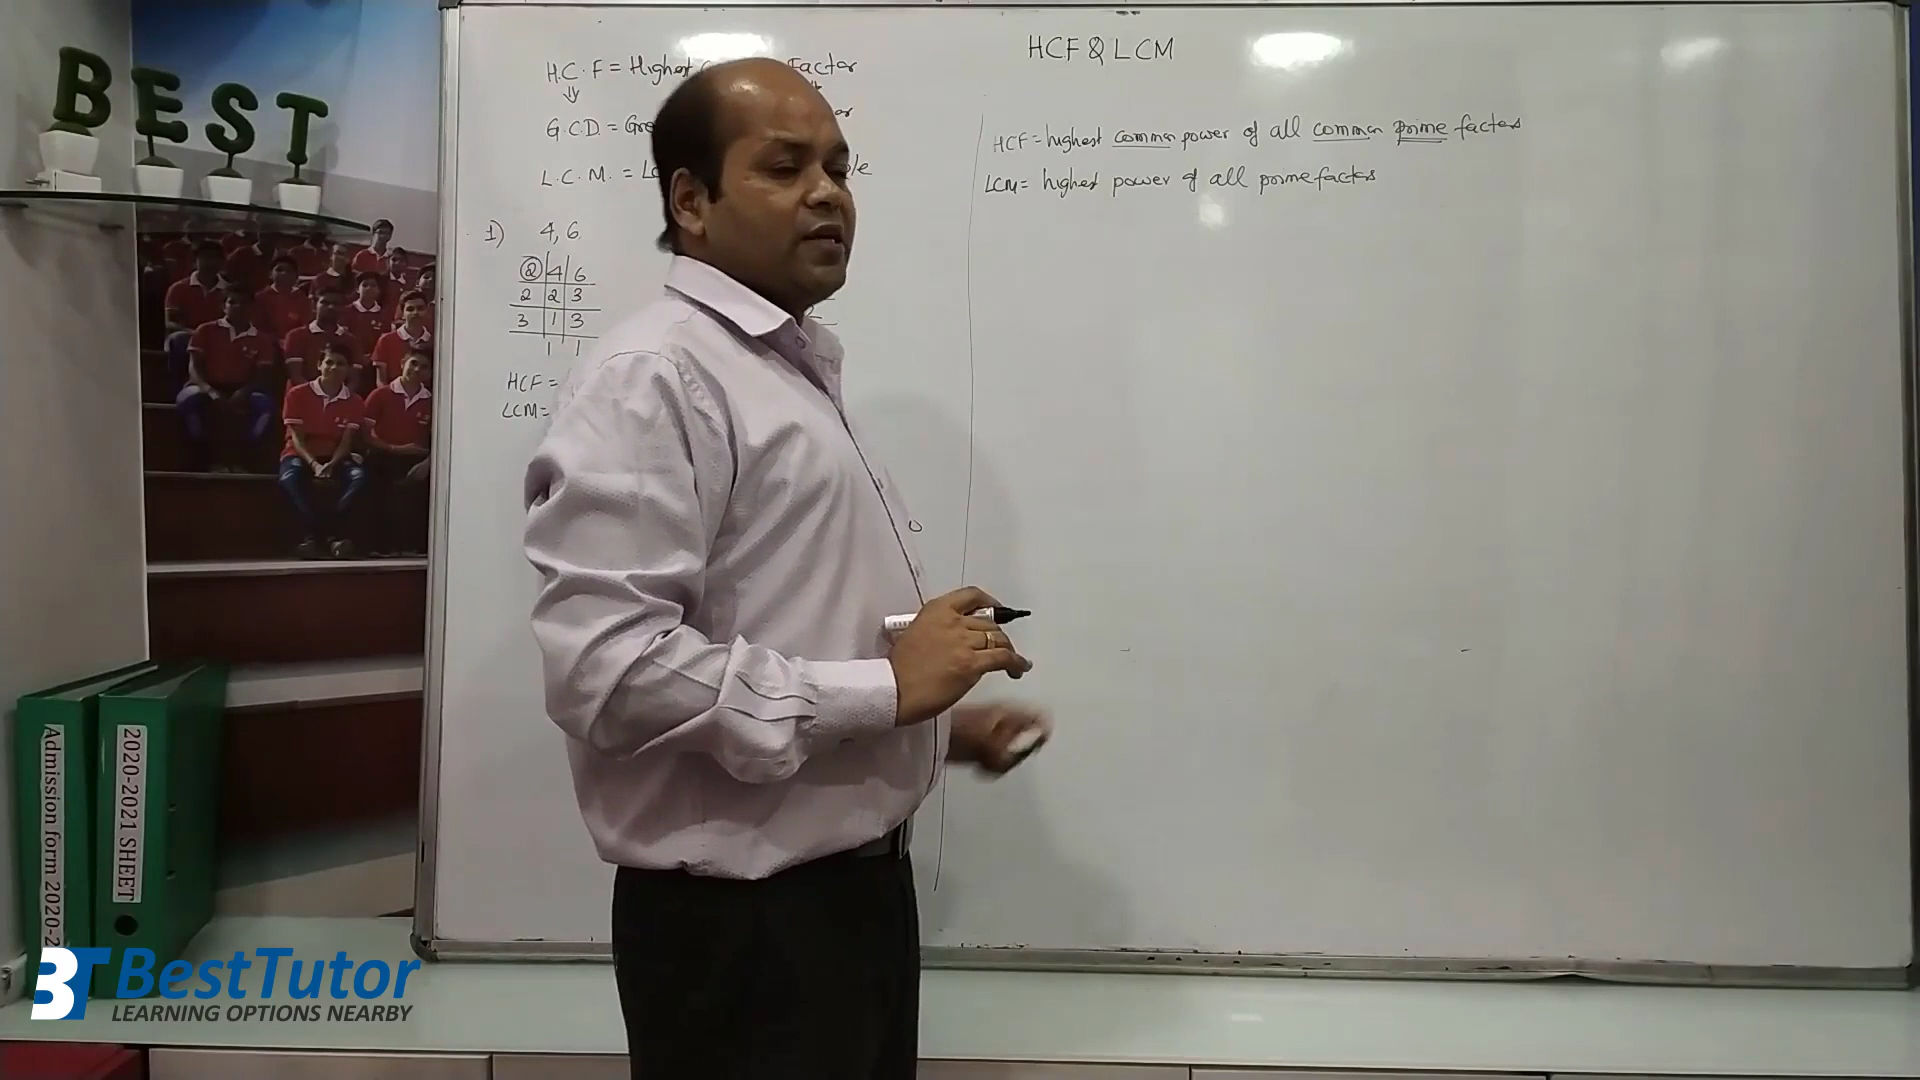 BEST
HCF & LCM
H.C.F = Highest Factor
G.C.D. =
L.C.M. =
1) 4, 6
2 4 6
2 2 3
3 1 3
1 1
HCF =
LCM =
HCF = highest common power of all common prime factors
LCM = highest power of all prime factors
Admission form 2020-2
2020-2021 SHEET
BT BestTutor
LEARNING OPTIONS NEARBY